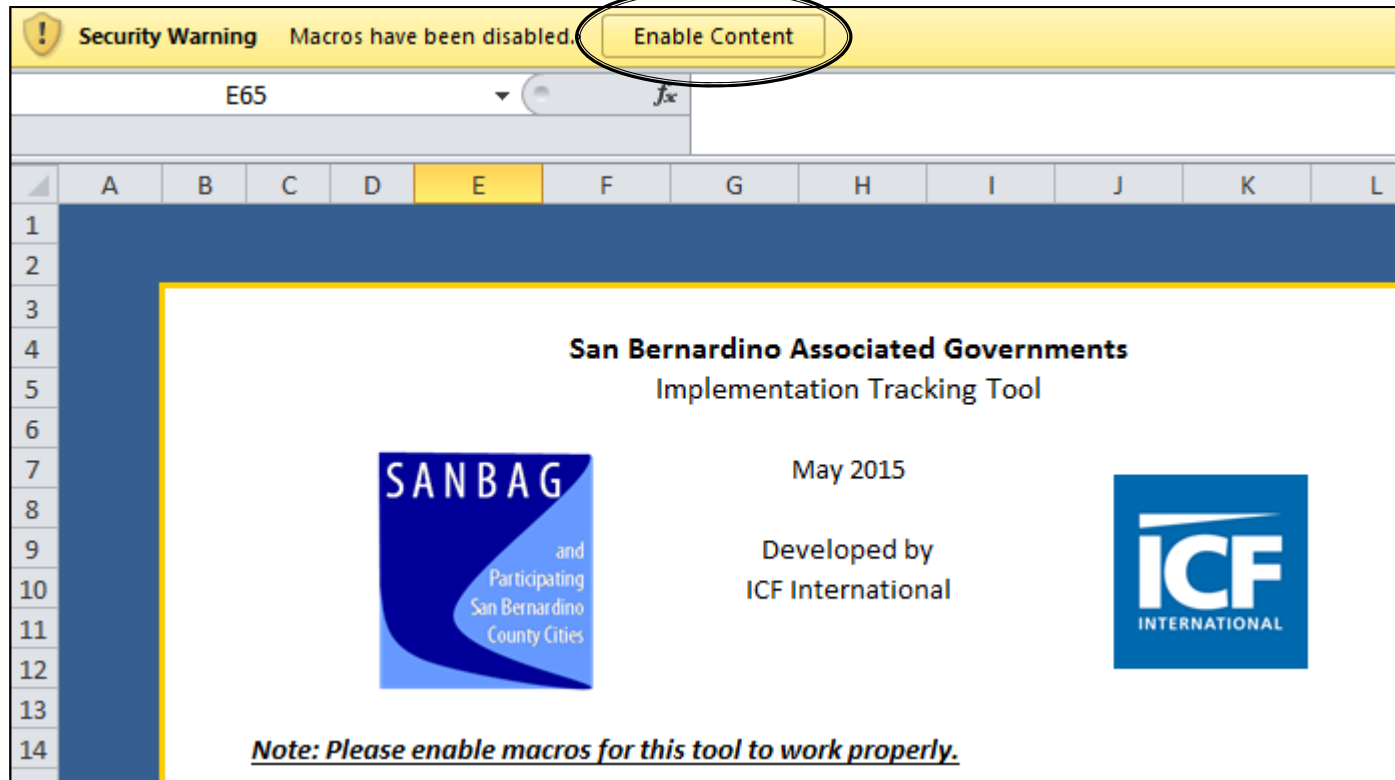 ! Security Warning Macros have been disabled. Enable Content
E65 fx
A B C D E F G H I J K L
1
2
3
4 San Bernardino Associated Governments
5 Implementation Tracking Tool
6
7 May 2015
8
9 Developed by
10 ICF International
11
12
13
14 Note: Please enable macros for this tool to work properly.
SANBAG
and
Participating
San Bernardino
County Cities
ICF
INTERNATIONAL